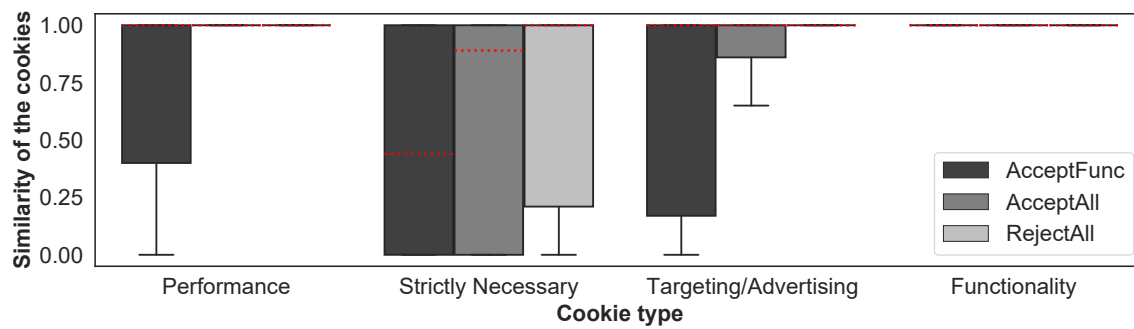 Similarity of the cookies
1.00
0.75
0.50
0.25
0.00
AcceptFunc
AcceptAll
RejectAll
Performance
Strictly Necessary
Targeting/Advertising
Functionality
Cookie type